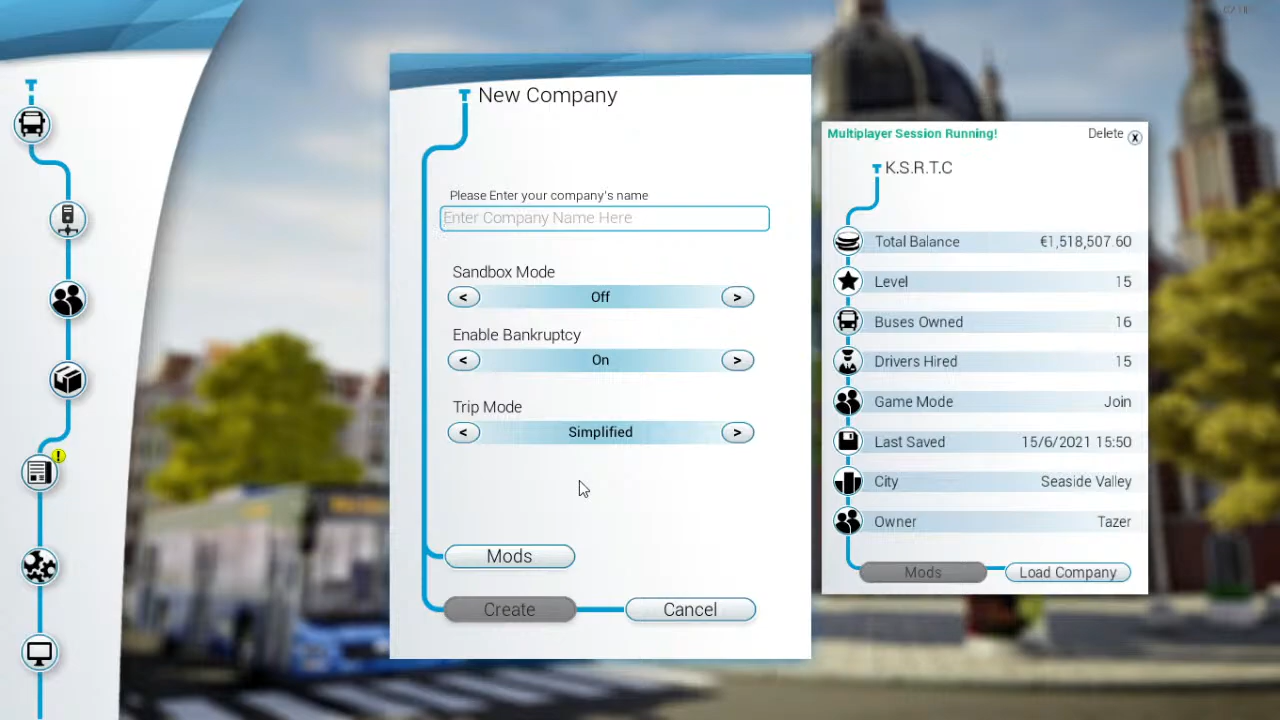 New Company
Please Enter your company's name
Enter Company Name Here
Sandbox Mode
< Off >
Enable Bankruptcy
< On >
Trip Mode
< Simplified >
Mods
Create Cancel
Multiplayer Session Running! Delete X
K.S.R.T.C
Total Balance €1,518,507.60
Level 15
Buses Owned 16
Drivers Hired 15
Game Mode Join
Last Saved 15/6/2021 15:50
City Seaside Valley
Owner Tazer
Mods Load Company
!